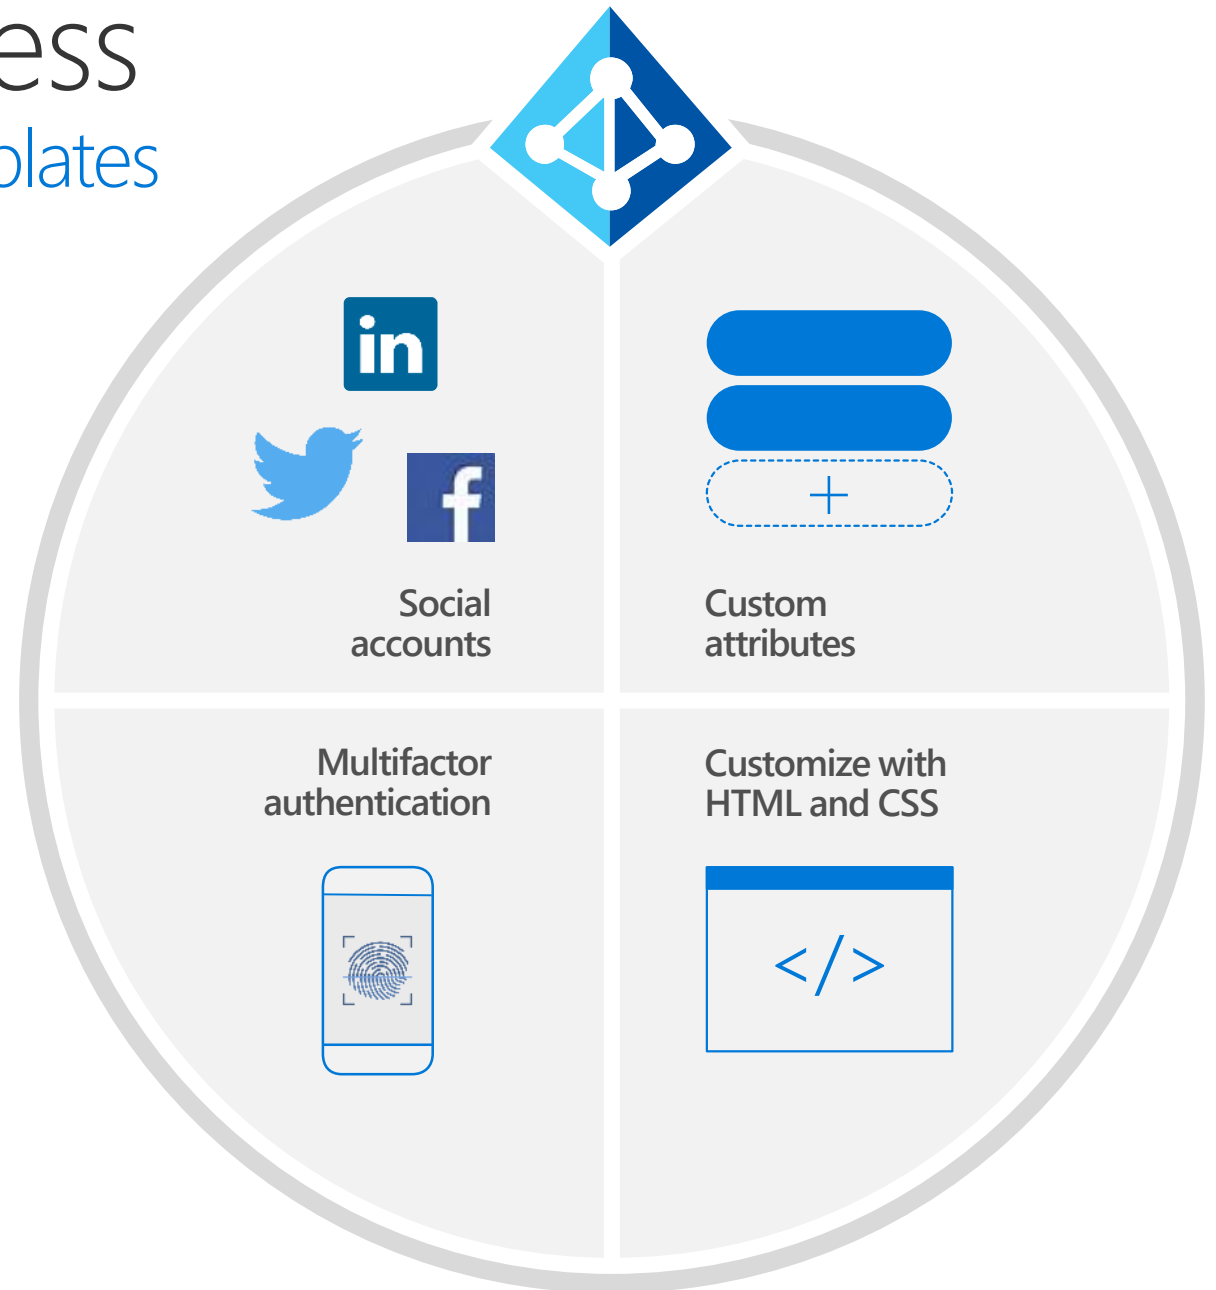 ess
plates
in
f
Social
accounts
Custom
attributes
Multifactor
authentication
Customize with
HTML and CSS
</>